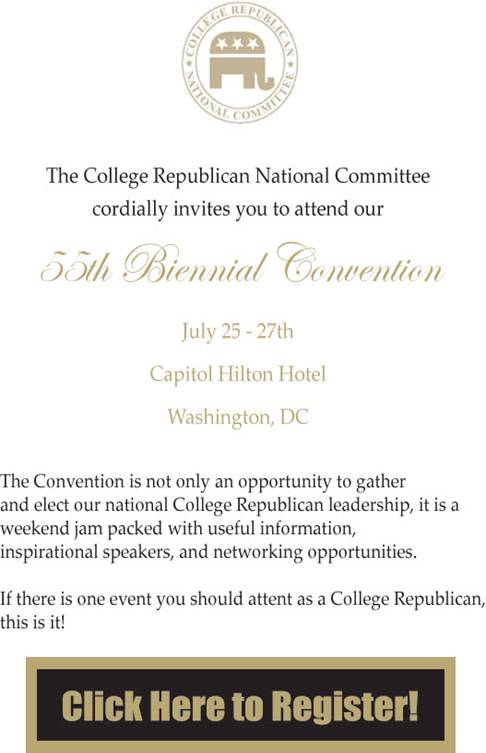 COLLEGE REPUBLICAN
NATIONAL COMMITTEE
The College Republican National Committee
cordially invites you to attend our
55th Biennial Convention
July 25 - 27th
Capitol Hilton Hotel
Washington, DC
The Convention is not only an opportunity to gather
and elect our national College Republican leadership, it is a
weekend jam packed with useful information,
inspirational speakers, and networking opportunities.
If there is one event you should attent as a College Republican,
this is it!
Click Here to Register!